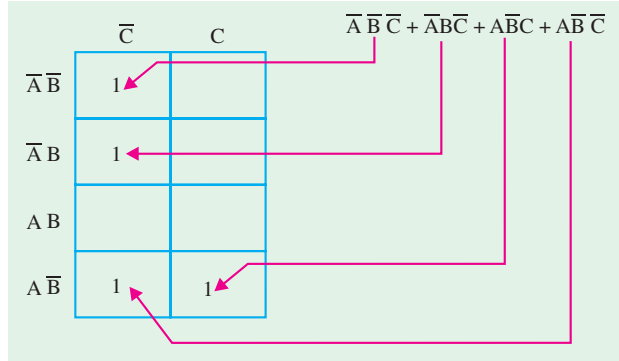 A̅ B̅ C̅ + A̅BC̅ + AB̅C + AB̅ C̅
C̅ C
A̅ B̅ 1
A̅ B 1
A B
A B̅ 1 1